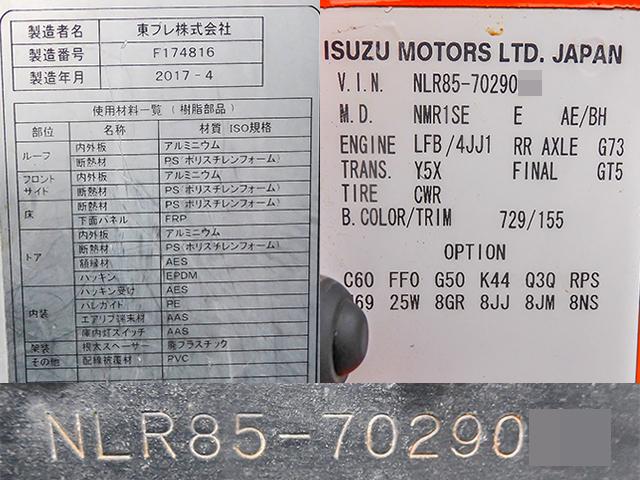 製造者名 東プレ株式会社
製造番号 F174816
製造年月 2017-4
使用材料一覧 (樹脂部品)
部位 名称 材質 ISO規格
ルーフ 内外板 アルミニウム
断熱材 PS(ポリスチレンフォーム)
フロント サイド 内外板 アルミニウム
断熱材 PS(ポリスチレンフォーム)
床 断熱材 PS(ポリスチレンフォーム)
下面パネル FRP
ドア 内外板 アルミニウム
断熱材 PS(ポリスチレンフォーム)
額縁材 AES
パッキン EPDM
内装 パッキン受け AES
バレガイド PE
エアリブ端末材 AAS
庫内灯スイッチ AAS
架装 根太スペーサー 廃プラスチック
その他 配線被覆材 PVC
ISUZU MOTORS LTD. JAPAN
V.I.N. NLR85-70290
M.D. NMR1SE E AE/BH
ENGINE LFB/4JJ1 RR AXLE G73
TRANS. Y5X FINAL GT5
TIRE CWR
B.COLOR/TRIM 729/155
OPTION
C60 FF0 G50 K44 Q3Q RPS
69 25W 8GR 8JJ 8JM 8NS
NLR85-70290